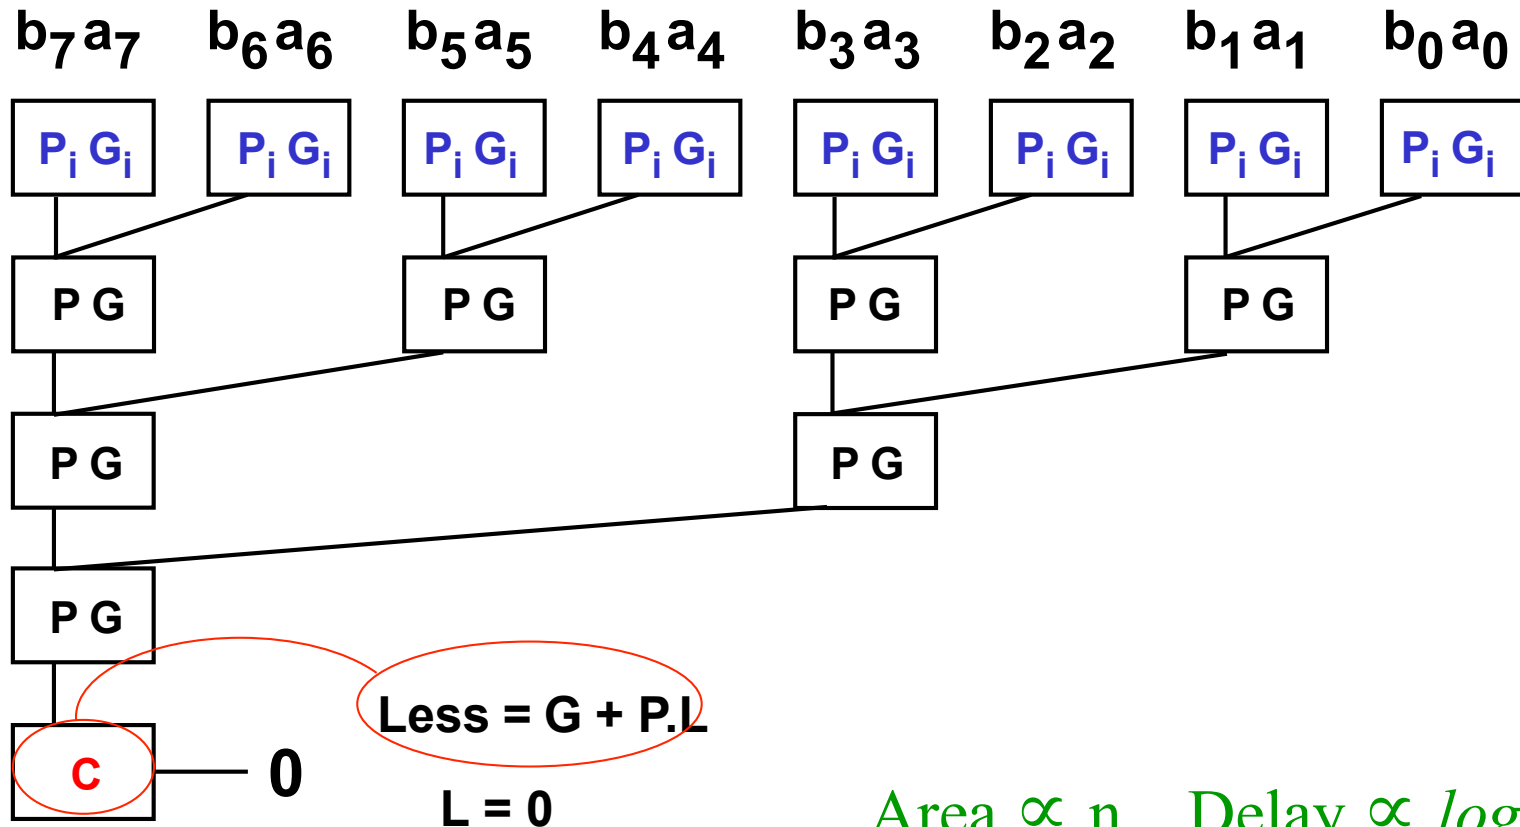 b₇a₇ b₆a₆ b₅a₅ b₄a₄ b₃a₃ b₂a₂ b₁a₁ b₀a₀
Pᵢ Gᵢ Pᵢ Gᵢ Pᵢ Gᵢ Pᵢ Gᵢ Pᵢ Gᵢ Pᵢ Gᵢ Pᵢ Gᵢ Pᵢ Gᵢ
P G P G P G P G
P G P G
P G
Less = G + P.L
C 0
L = 0
Area ∝ n Delay ∝ log